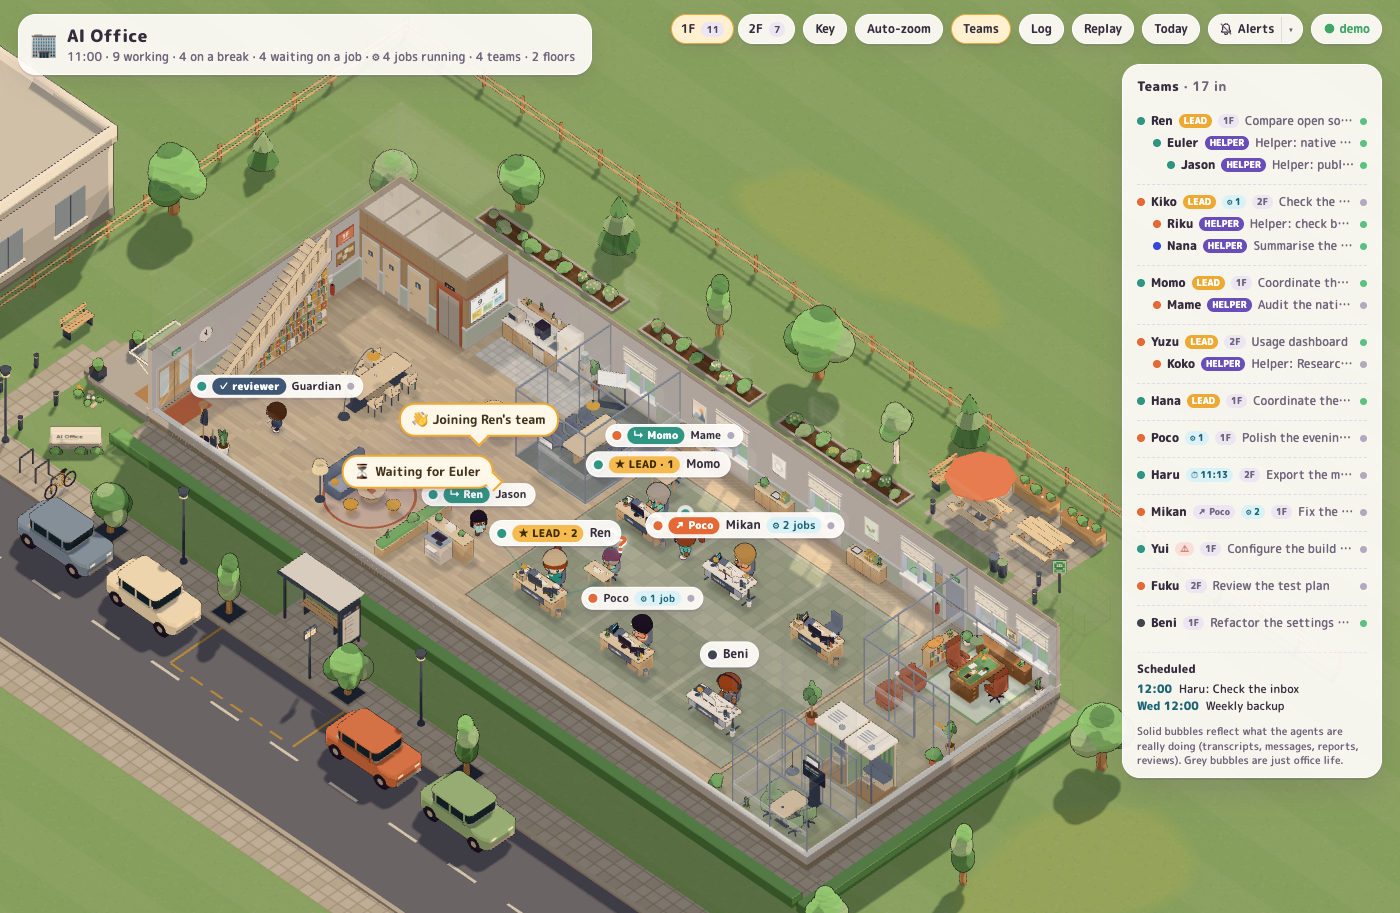 AI Office
11:00 · 9 working · 4 on a break · 4 waiting on a job · 4 jobs running · 4 teams · 2 floors
1F 11
2F 7
Key
Auto-zoom
Teams
Log
Replay
Today
Alerts
demo
Teams · 17 in
Ren LEAD 1F Compare open so…
Euler HELPER Helper: native …
Jason HELPER Helper: publ…
Kiko LEAD 1 2F Check the …
Riku HELPER Helper: check b…
Nana HELPER Summarise the …
Momo LEAD 1F Coordinate th…
Mame HELPER Audit the nati…
Yuzu LEAD 2F Usage dashboard
Koko HELPER Helper: Researc…
Hana LEAD 1F Coordinate the…
Poco 1 1F Polish the evenin…
Haru 11:13 2F Export the m…
Mikan ↗ Poco 2 1F Fix the …
Yui 1F Configure the build …
Fuku 2F Review the test plan
Beni 1F Refactor the settings …
Scheduled
12:00 Haru: Check the inbox
Wed 12:00 Weekly backup
Solid bubbles reflect what the agents are
really doing (transcripts, messages, reports,
reviews). Grey bubbles are just office life.
✓ reviewer Guardian
👋 Joining Ren's team
↳ Momo Mame
★ LEAD · 1 Momo
⏳ Waiting for Euler
↳ Ren Jason
★ LEAD · 2 Ren
↗ Poco Mikan 2 jobs
Poco 1 job
Beni
AI Office